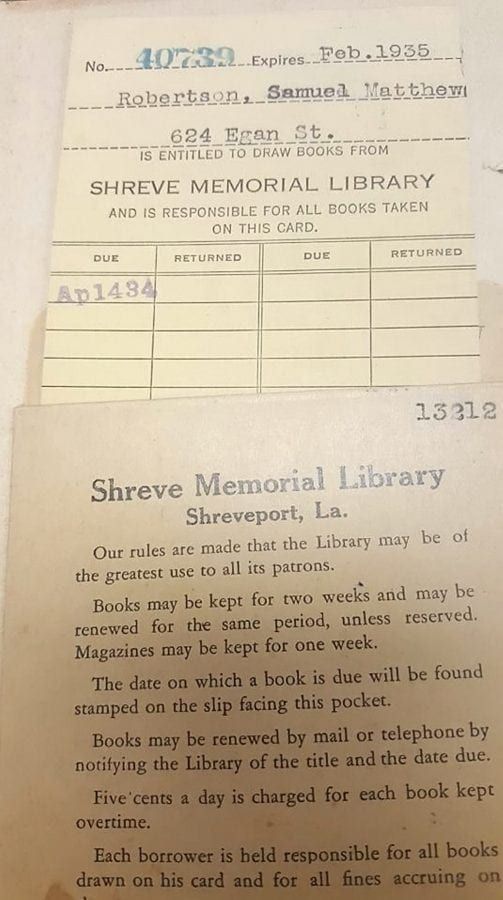 No. 40739 Expires Feb.1935
Robertson, Samuel Matthew
624 Egan St.
IS ENTITLED TO DRAW BOOKS FROM
SHREVE MEMORIAL LIBRARY
AND IS RESPONSIBLE FOR ALL BOOKS TAKEN
ON THIS CARD.
DUE RETURNED DUE RETURNED
Ap1434
13212
Shreve Memorial Library
Shreveport, La.
Our rules are made that the Library may be of
the greatest use to all its patrons.
Books may be kept for two weeks and may be
renewed for the same period, unless reserved.
Magazines may be kept for one week.
The date on which a book is due will be found
stamped on the slip facing this pocket.
Books may be renewed by mail or telephone by
notifying the Library of the title and the date due.
Five cents a day is charged for each book kept
overtime.
Each borrower is held responsible for all books
drawn on his card and for all fines accruing on